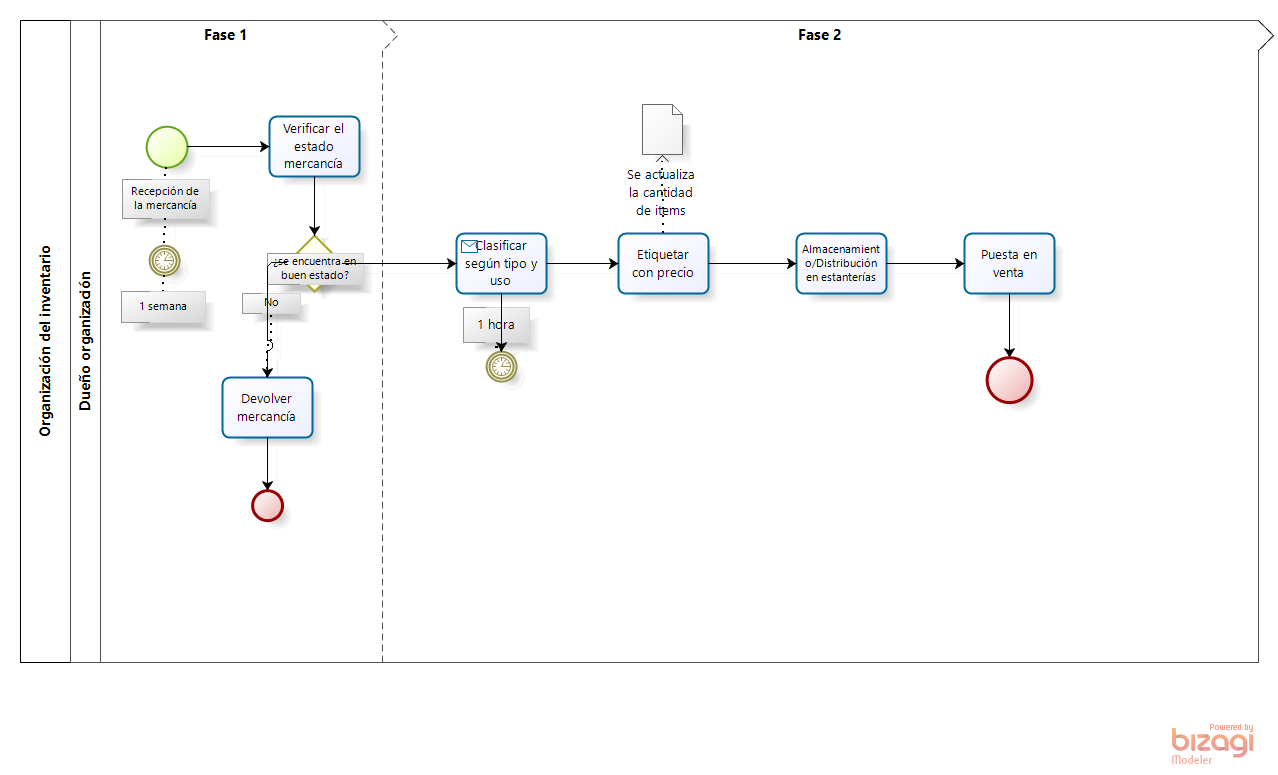 Organización del inventario
Dueño organización
Fase 1
Fase 2
Verificar el
estado
mercancía
Recepción de
la mercancía
1 semana
¿se encuentra en
buen estado?
No
Devolver
mercancía
Clasificar
según tipo y
uso
1 hora
Se actualiza
la cantidad
de items
Etiquetar
con precio
Almacenamient
o/Distribución
en estanterías
Puesta en
venta
Powered by
bizagi
Modeler